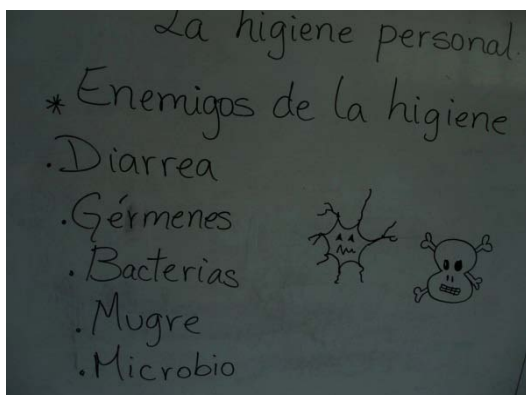 La higiene personal.
* Enemigos de la higiene
. Diarrea
. Gérmenes
. Bacterias
. Mugre
. Microbio